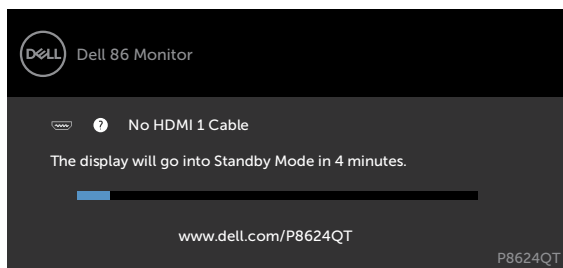 DELL
Dell 86 Monitor
? No HDMI 1 Cable
The display will go into Standby Mode in 4 minutes.
www.dell.com/P8624QT
P8624QT